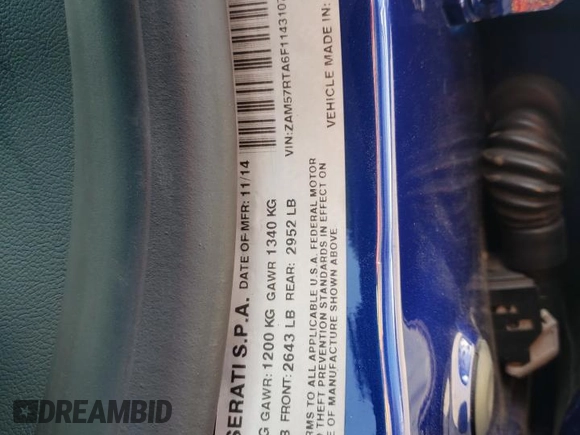 SERATI S.P.A. DATE OF MFR: 11/14
G GAWR: 1200 KG GAWR 1340 KG
B FRONT: 2643 LB REAR: 2952 LB
VIN:ZAM57RTA6F1143107
RMS TO ALL APPLICABLE U.S.A. FEDERAL MOTOR
THEFT PREVENTION STANDARDS IN EFFECT ON
E OF MANUFACTURE SHOWN ABOVE
VEHICLE MADE IN:
DREAMBID